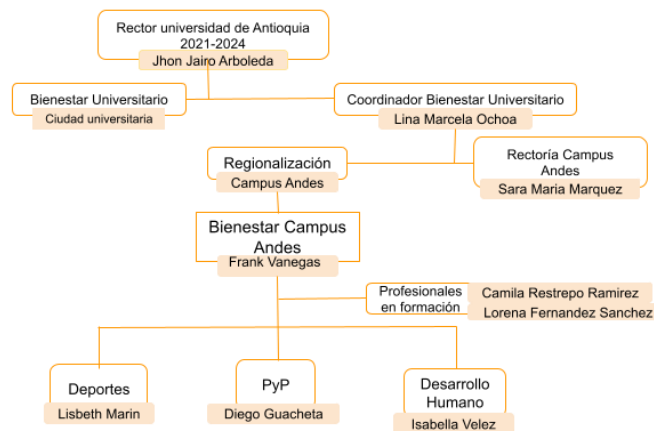 Rector universidad de Antioquia
2021-2024
Jhon Jairo Arboleda
Bienestar Universitario
Ciudad universitaria
Coordinador Bienestar Universitario
Lina Marcela Ochoa
Regionalización
Campus Andes
Rectoría Campus
Andes
Sara Maria Marquez
Bienestar Campus
Andes
Frank Vanegas
Profesionales
en formación
Camila Restrepo Ramirez
Lorena Fernandez Sanchez
Deportes
Lisbeth Marin
PyP
Diego Guacheta
Desarrollo
Humano
Isabella Velez